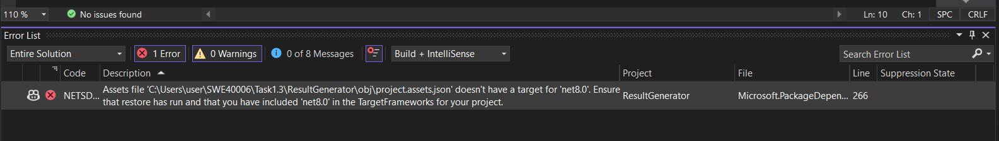 110 %
No issues found
Ln: 10
Ch: 1
SPC
CRLF
Error List
Entire Solution
1 Error
0 Warnings
0 of 8 Messages
Build + IntelliSense
Search Error List
Code
Description
Project
File
Line
Suppression State
NETSD...
Assets file 'C:\Users\user\SWE40006\Task1.3\ResultGenerator\obj\project.assets.json' doesn't have a target for 'net8.0'. Ensure
that restore has run and that you have included 'net8.0' in the TargetFrameworks for your project.
ResultGenerator
Microsoft.PackageDepen...
266